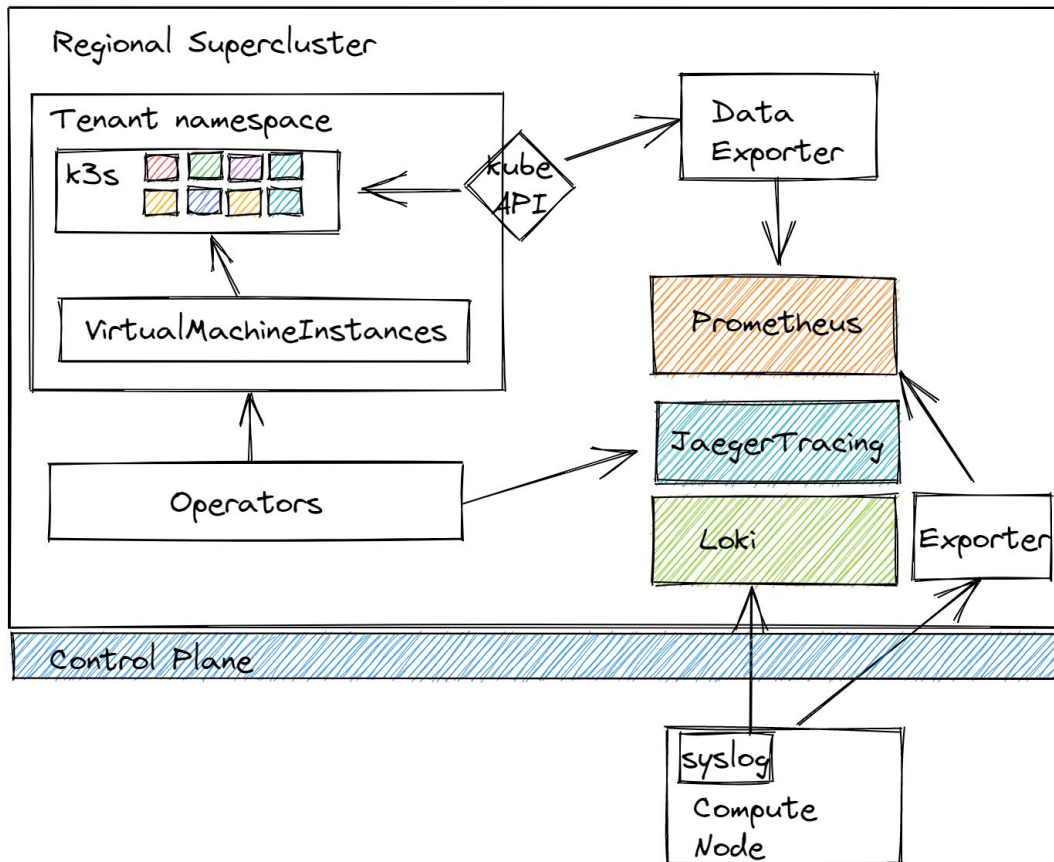 Regional Supercluster
Tenant namespace
k3s
kube
API
Data
Exporter
VirtualMachineInstances
Prometheus
JaegerTracing
Operators
Loki
Exporter
Control Plane
syslog
Compute
Node